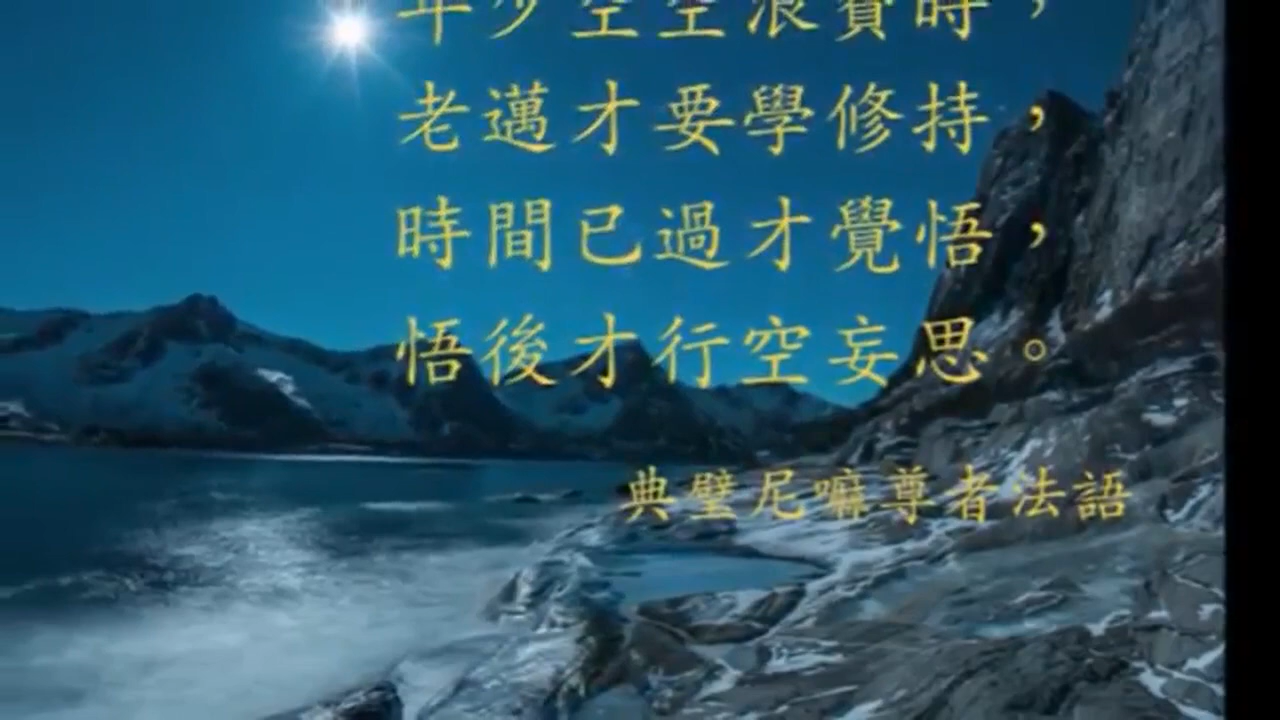 年少空空浪費時，
老邁才要學修持，
時間已過才覺悟，
悟後才行空妄思。
典璧尼嘛尊者法語